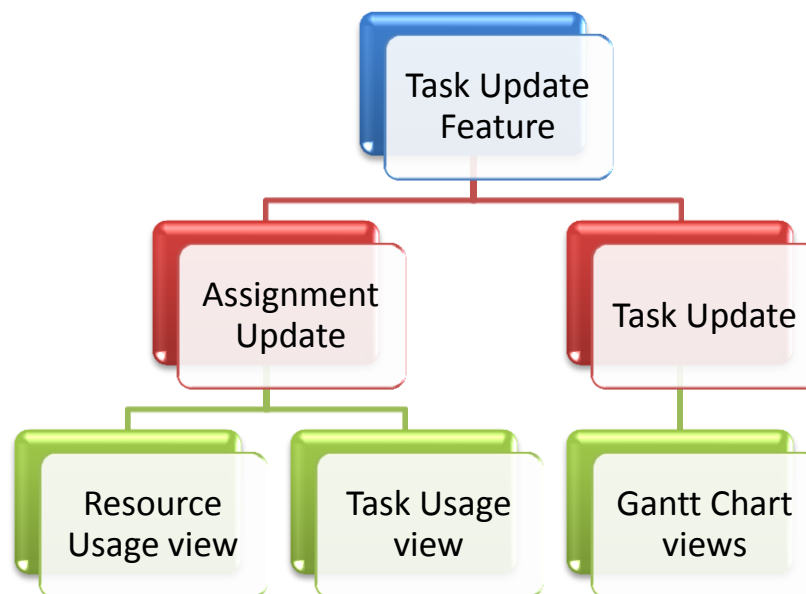 Task Update
Feature
Assignment
Update
Task Update
Resource
Usage view
Task Usage
view
Gantt Chart
views